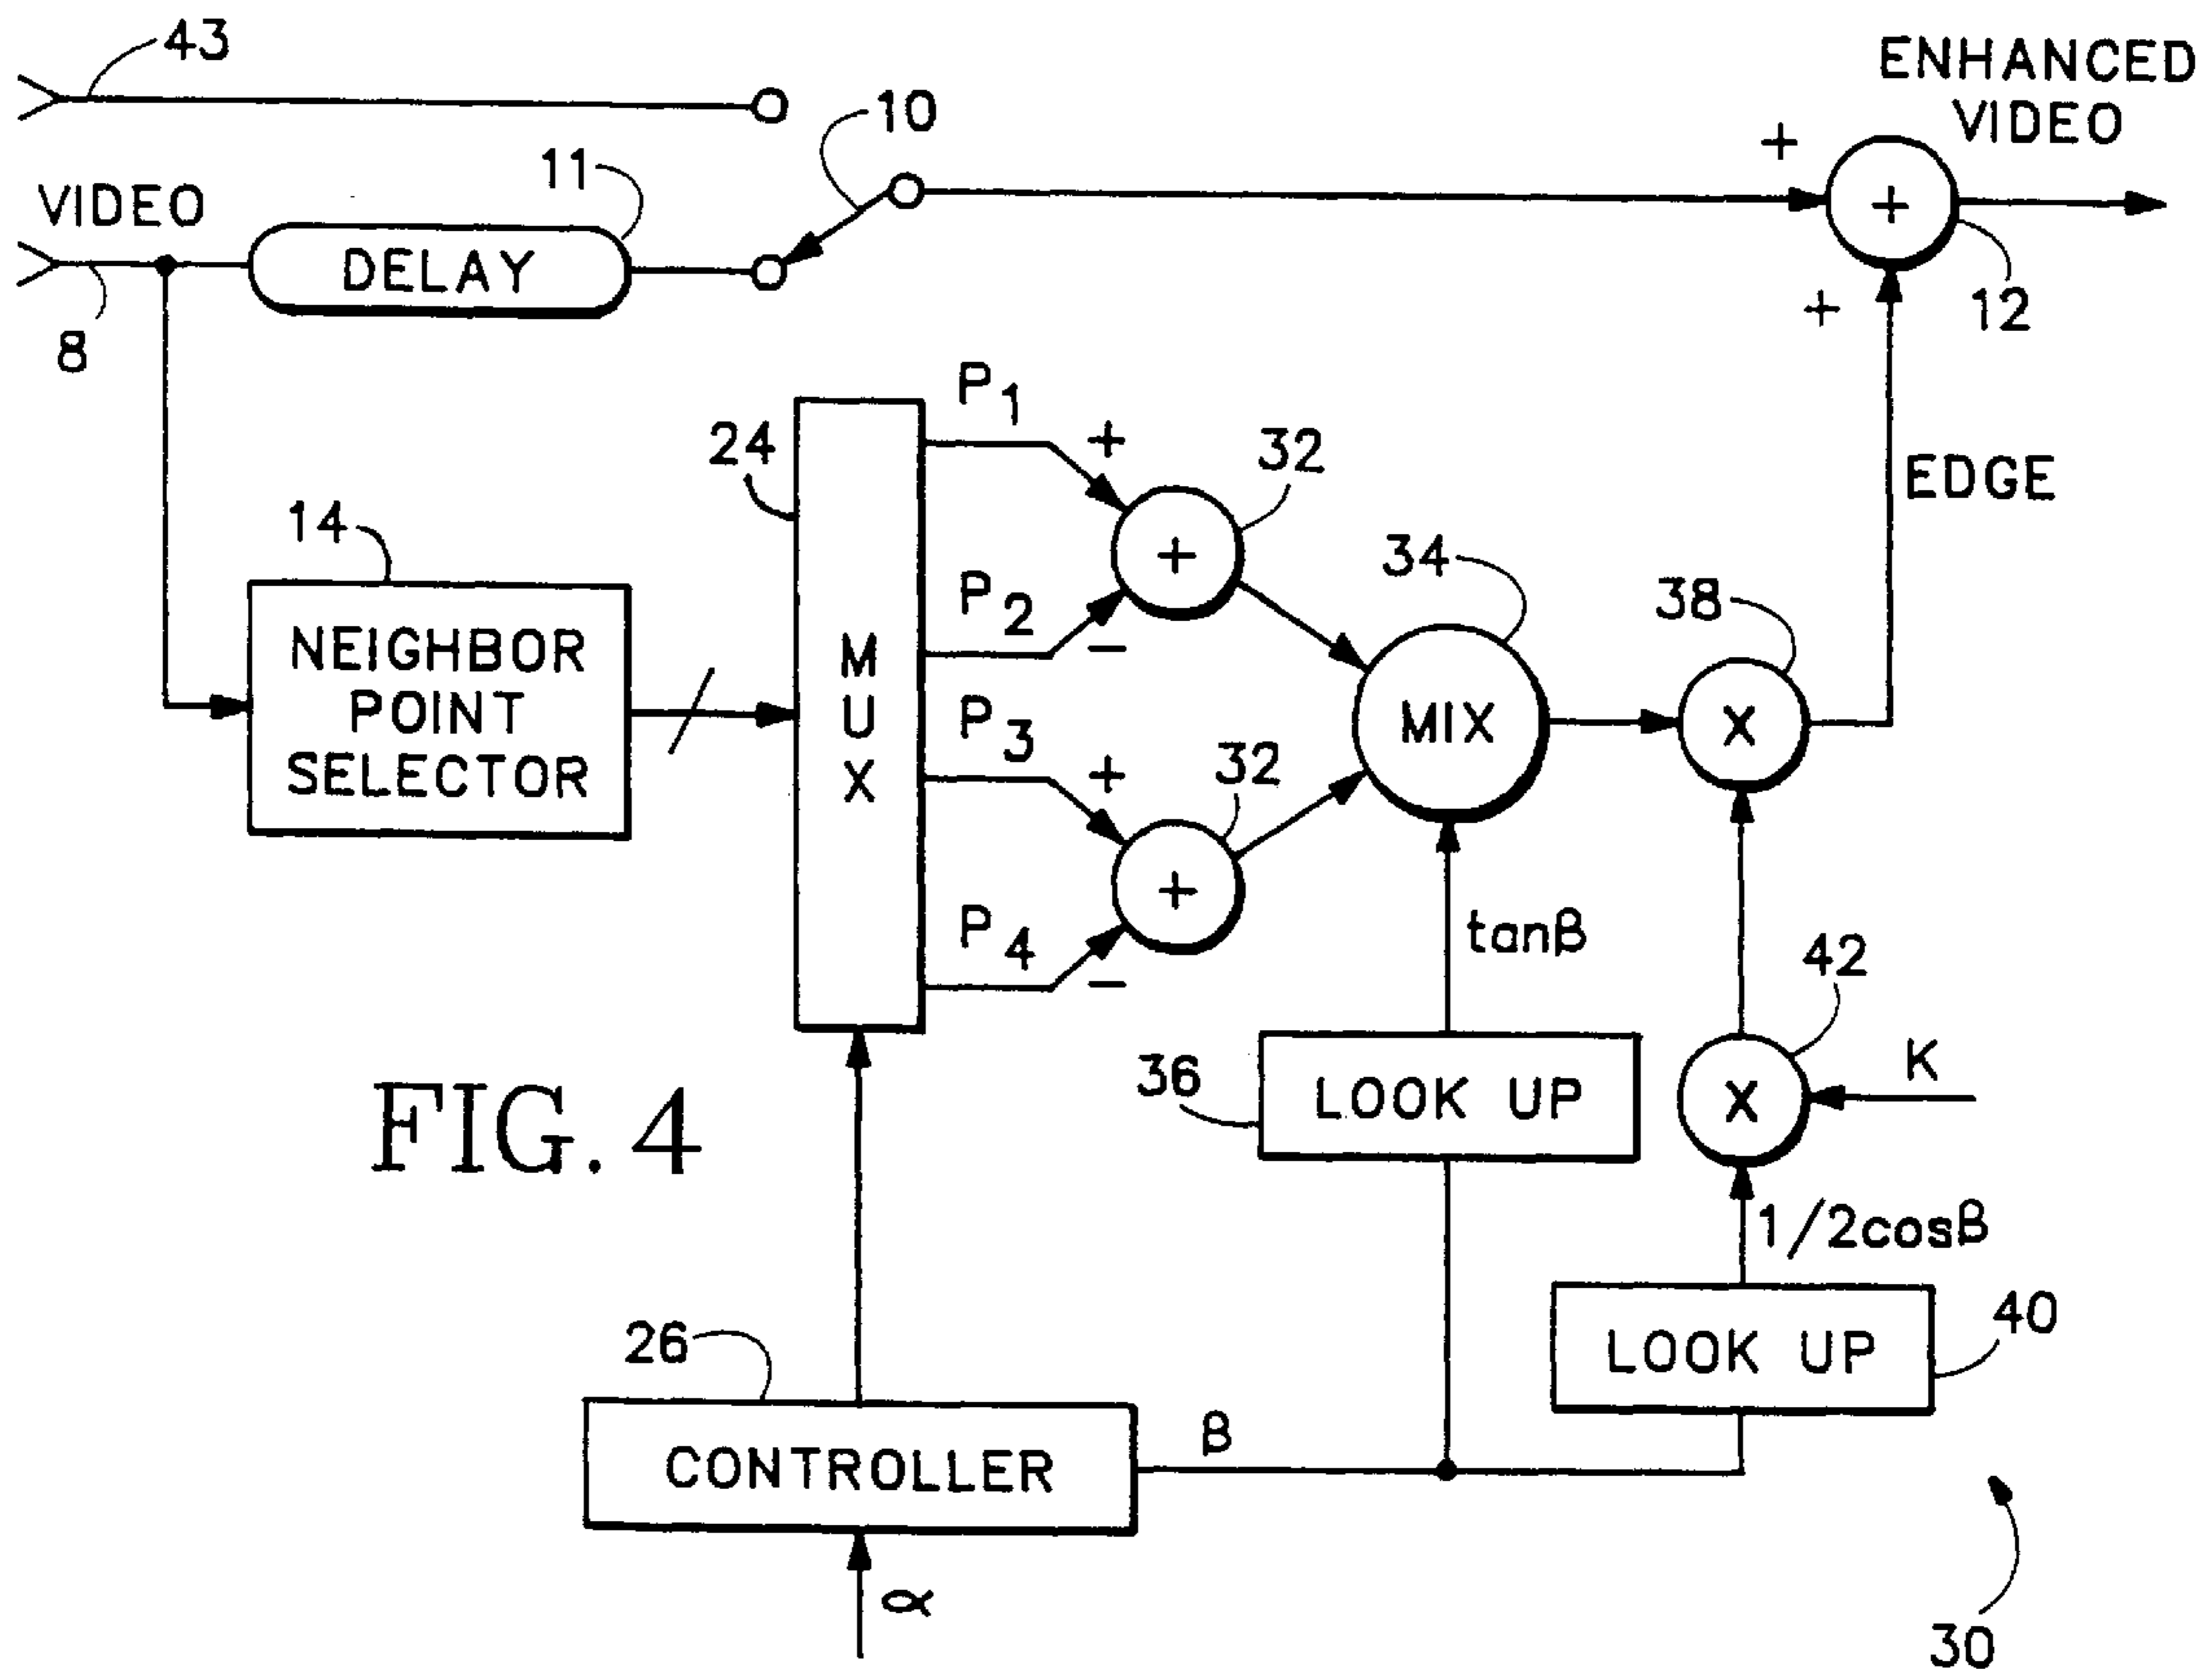 43
10
ENHANCED
VIDEO
+
+
12
VIDEO
11
DELAY
8
+
P1
24
+
32
EDGE
14
34
P2
38
+
−
NEIGHBOR
POINT
SELECTOR
M
U
X
P3
32
MIX
X
+
+
P4
−
tanβ
42
36
LOOK UP
X
K
FIG. 4
1/2cosβ
26
LOOK UP
40
CONTROLLER
β
α
30